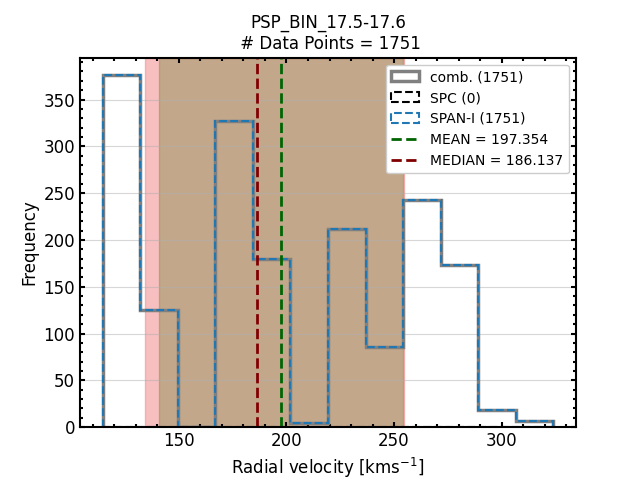 PSP_BIN_17.5-17.6
# Data Points = 1751
comb. (1751)
SPC (0)
SPAN-I (1751)
MEAN = 197.354
MEDIAN = 186.137
Frequency
350
300
250
200
150
100
50
0
150 200 250 300
Radial velocity [kms⁻¹]